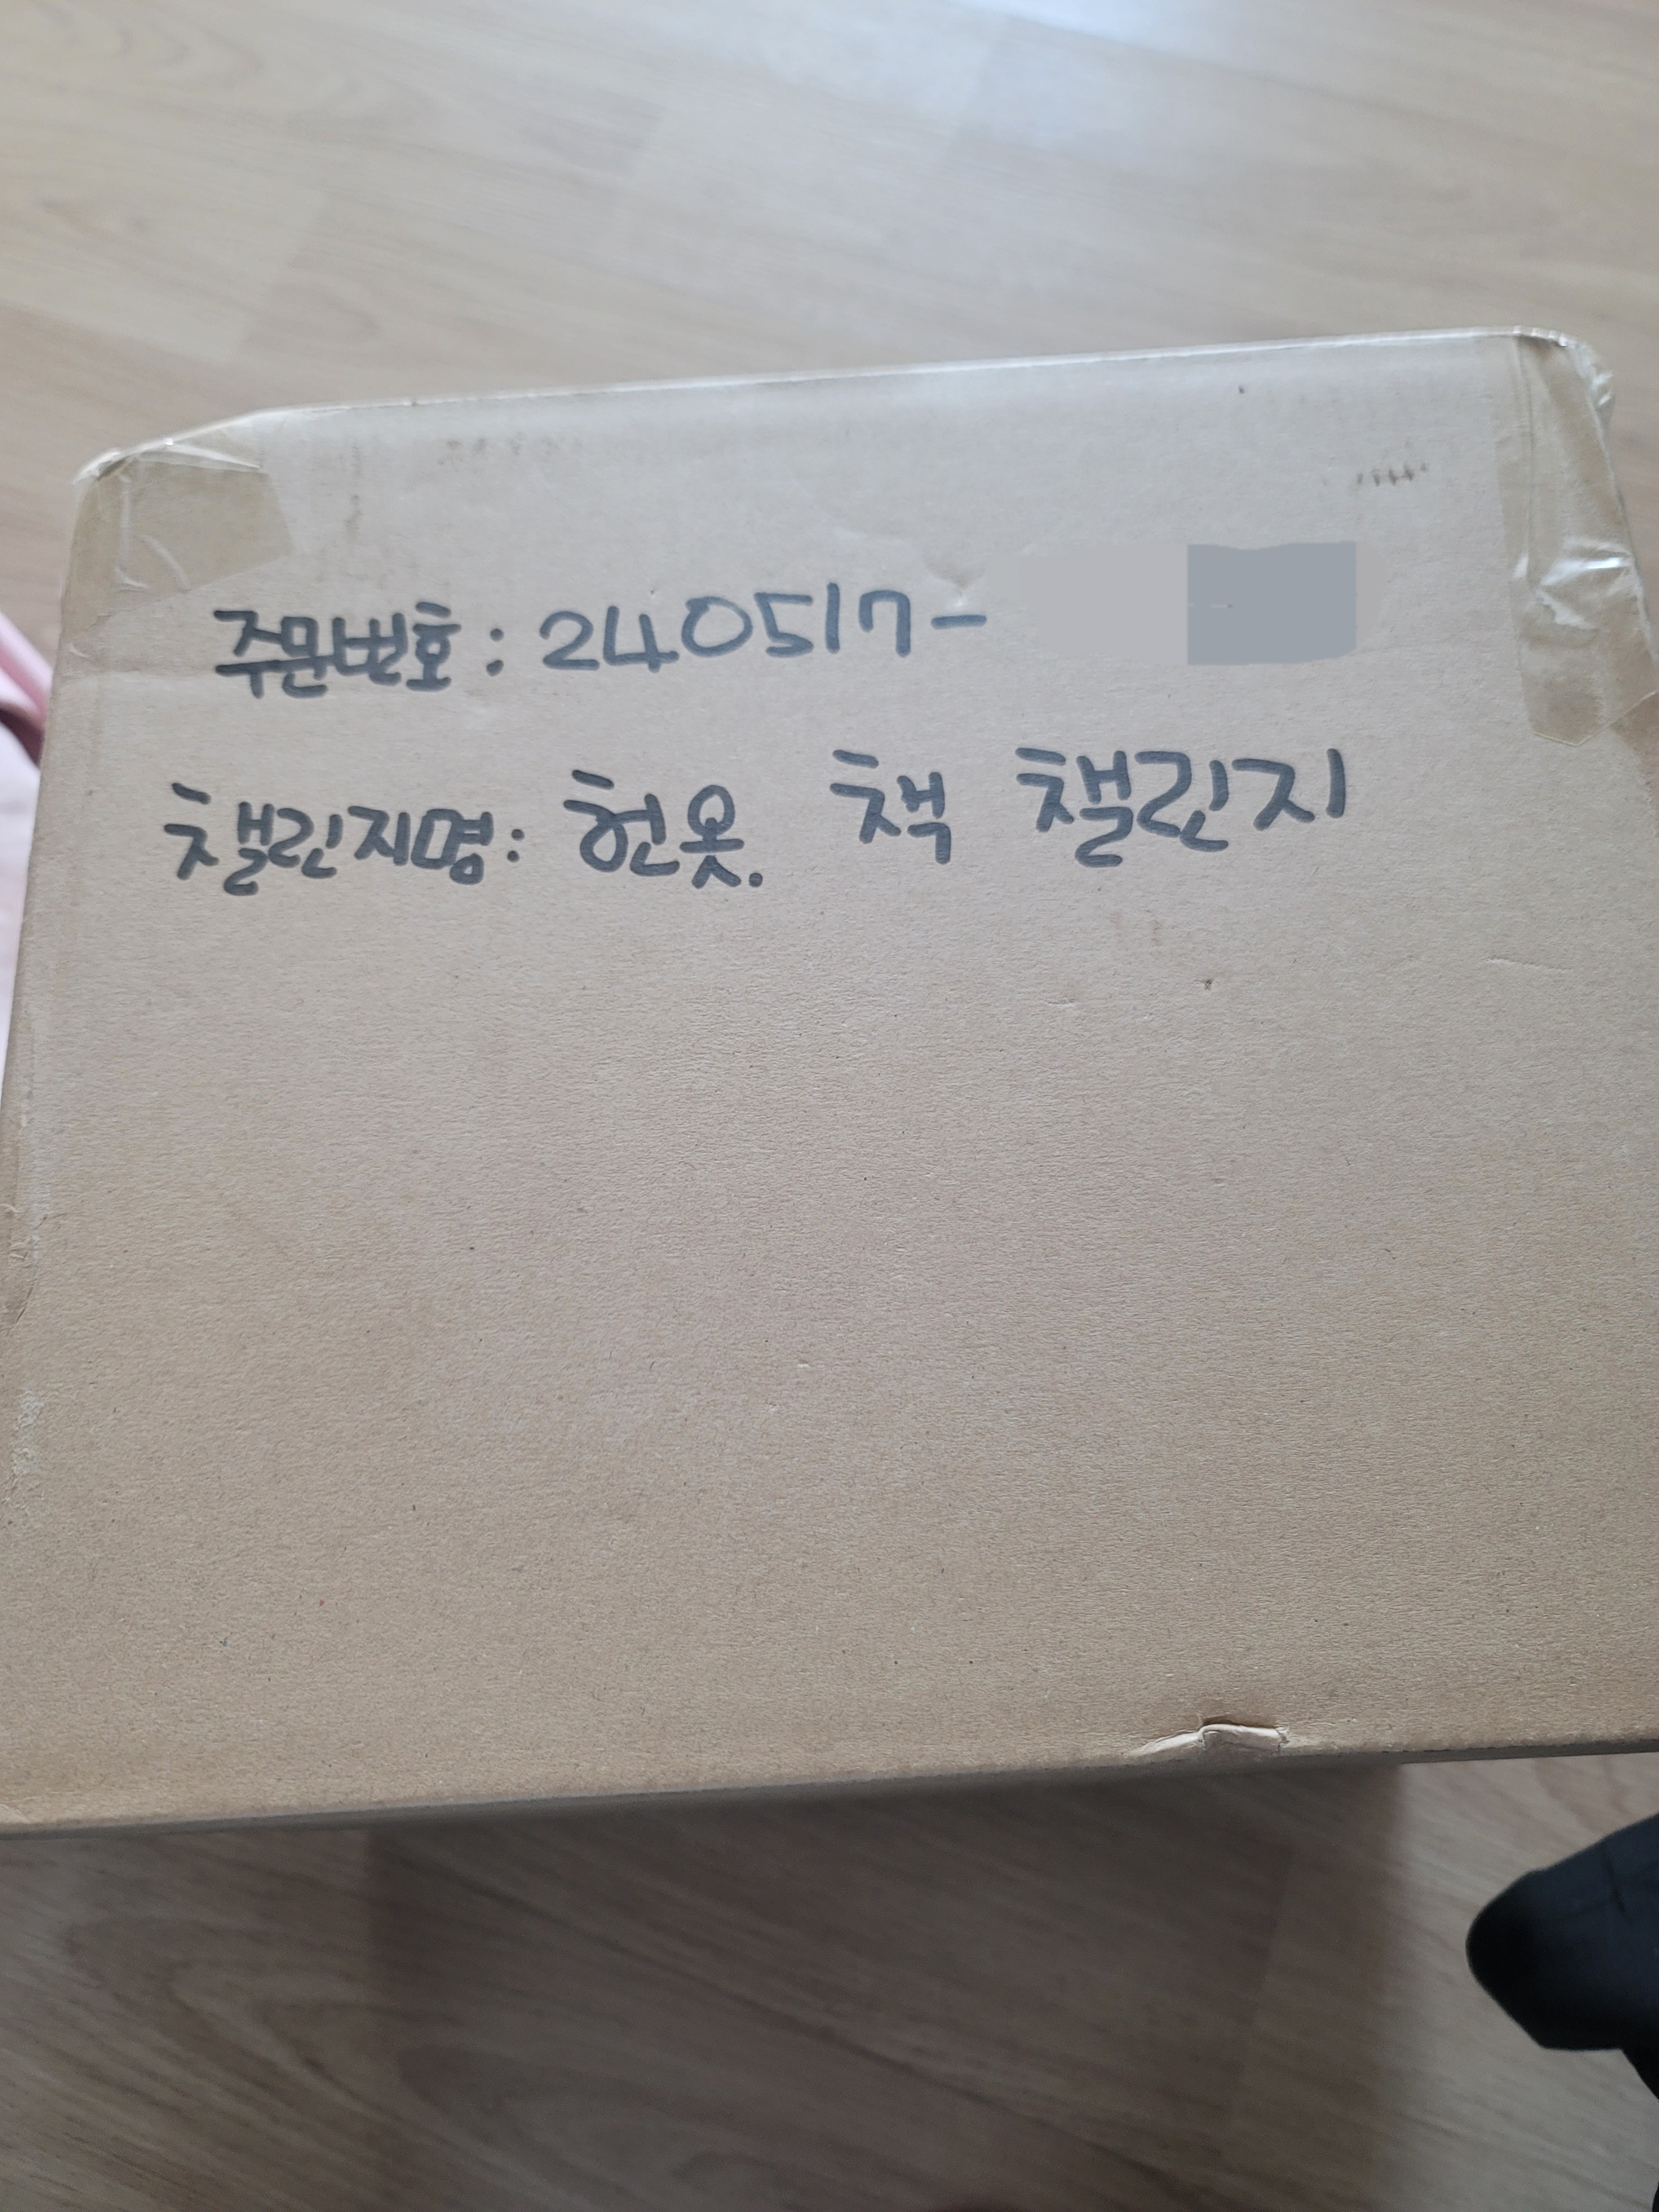 주문번호 : 240517-
챌린지명 : 헌옷. 책 챌린지